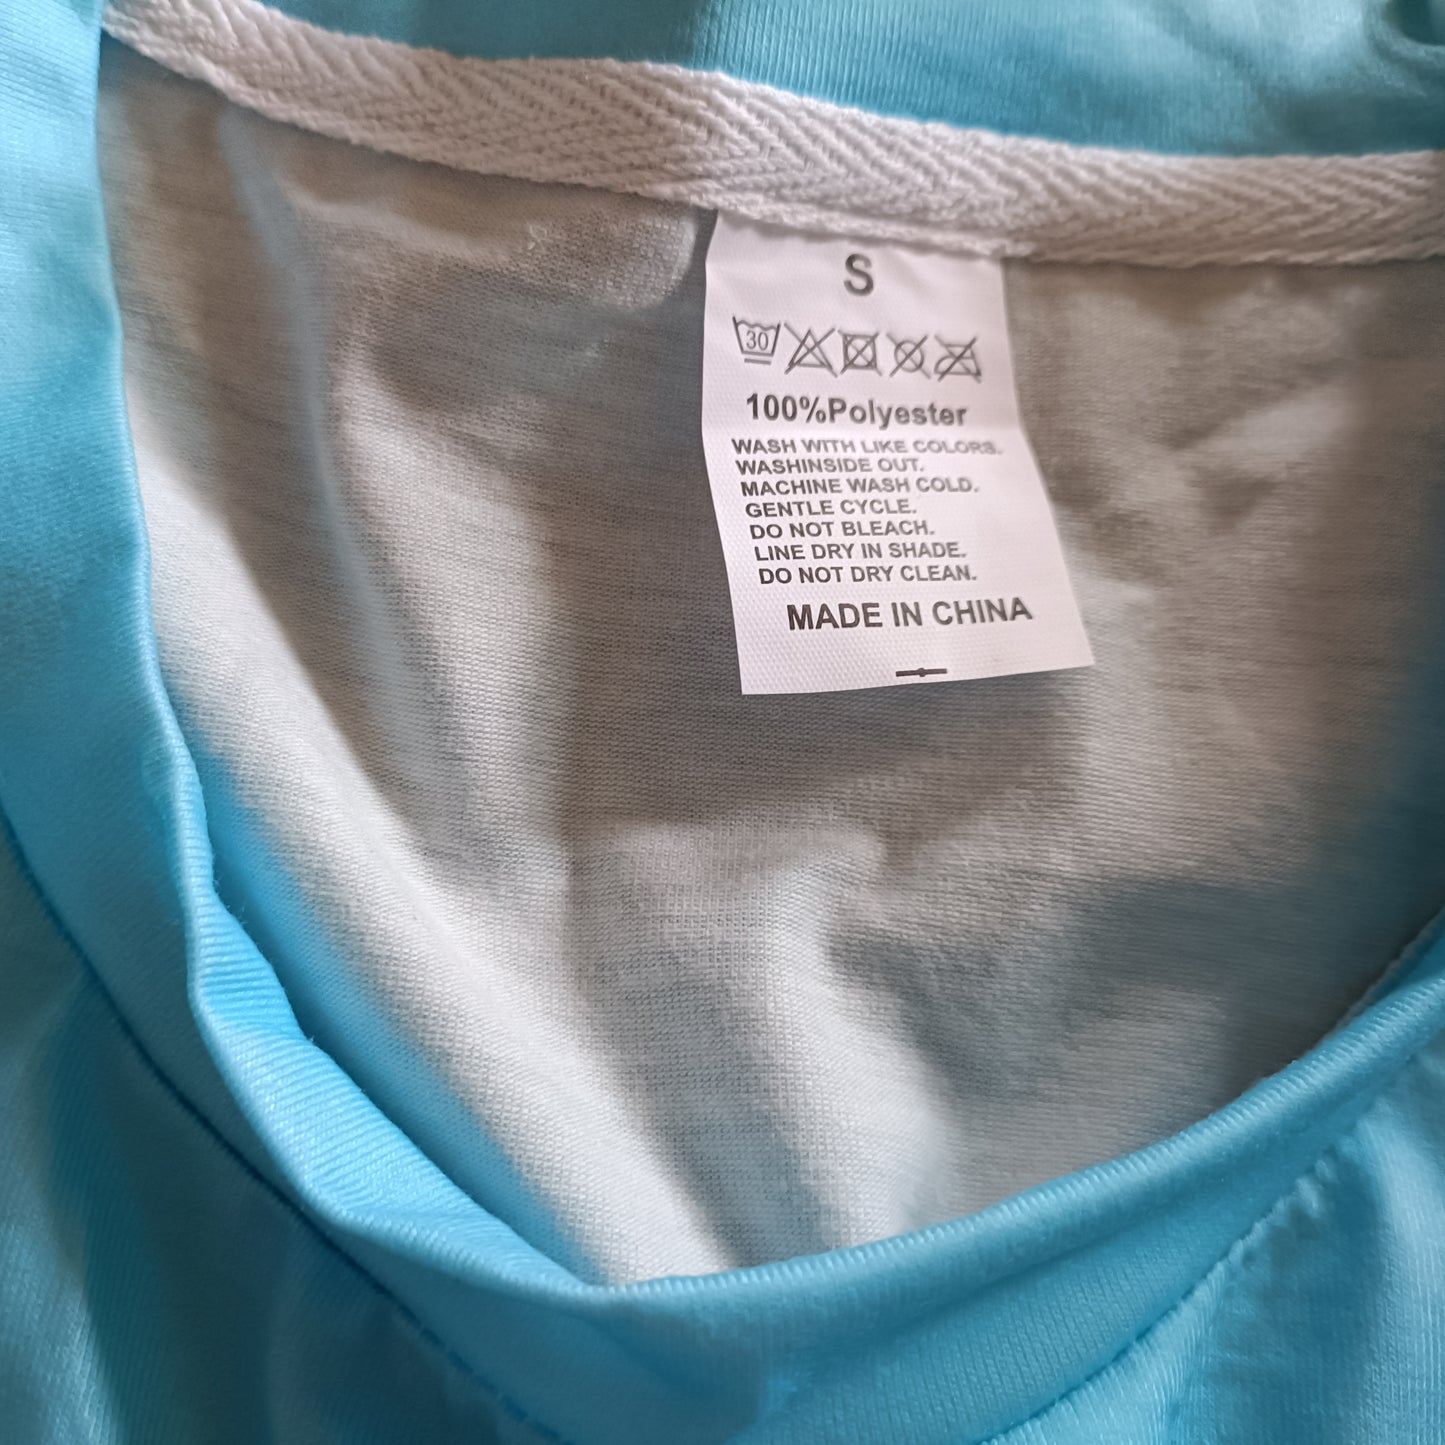 S
30
100%Polyester
WASH WITH LIKE COLORS.
WASHINSIDE OUT.
MACHINE WASH COLD.
GENTLE CYCLE.
DO NOT BLEACH.
LINE DRY IN SHADE.
DO NOT DRY CLEAN.
MADE IN CHINA